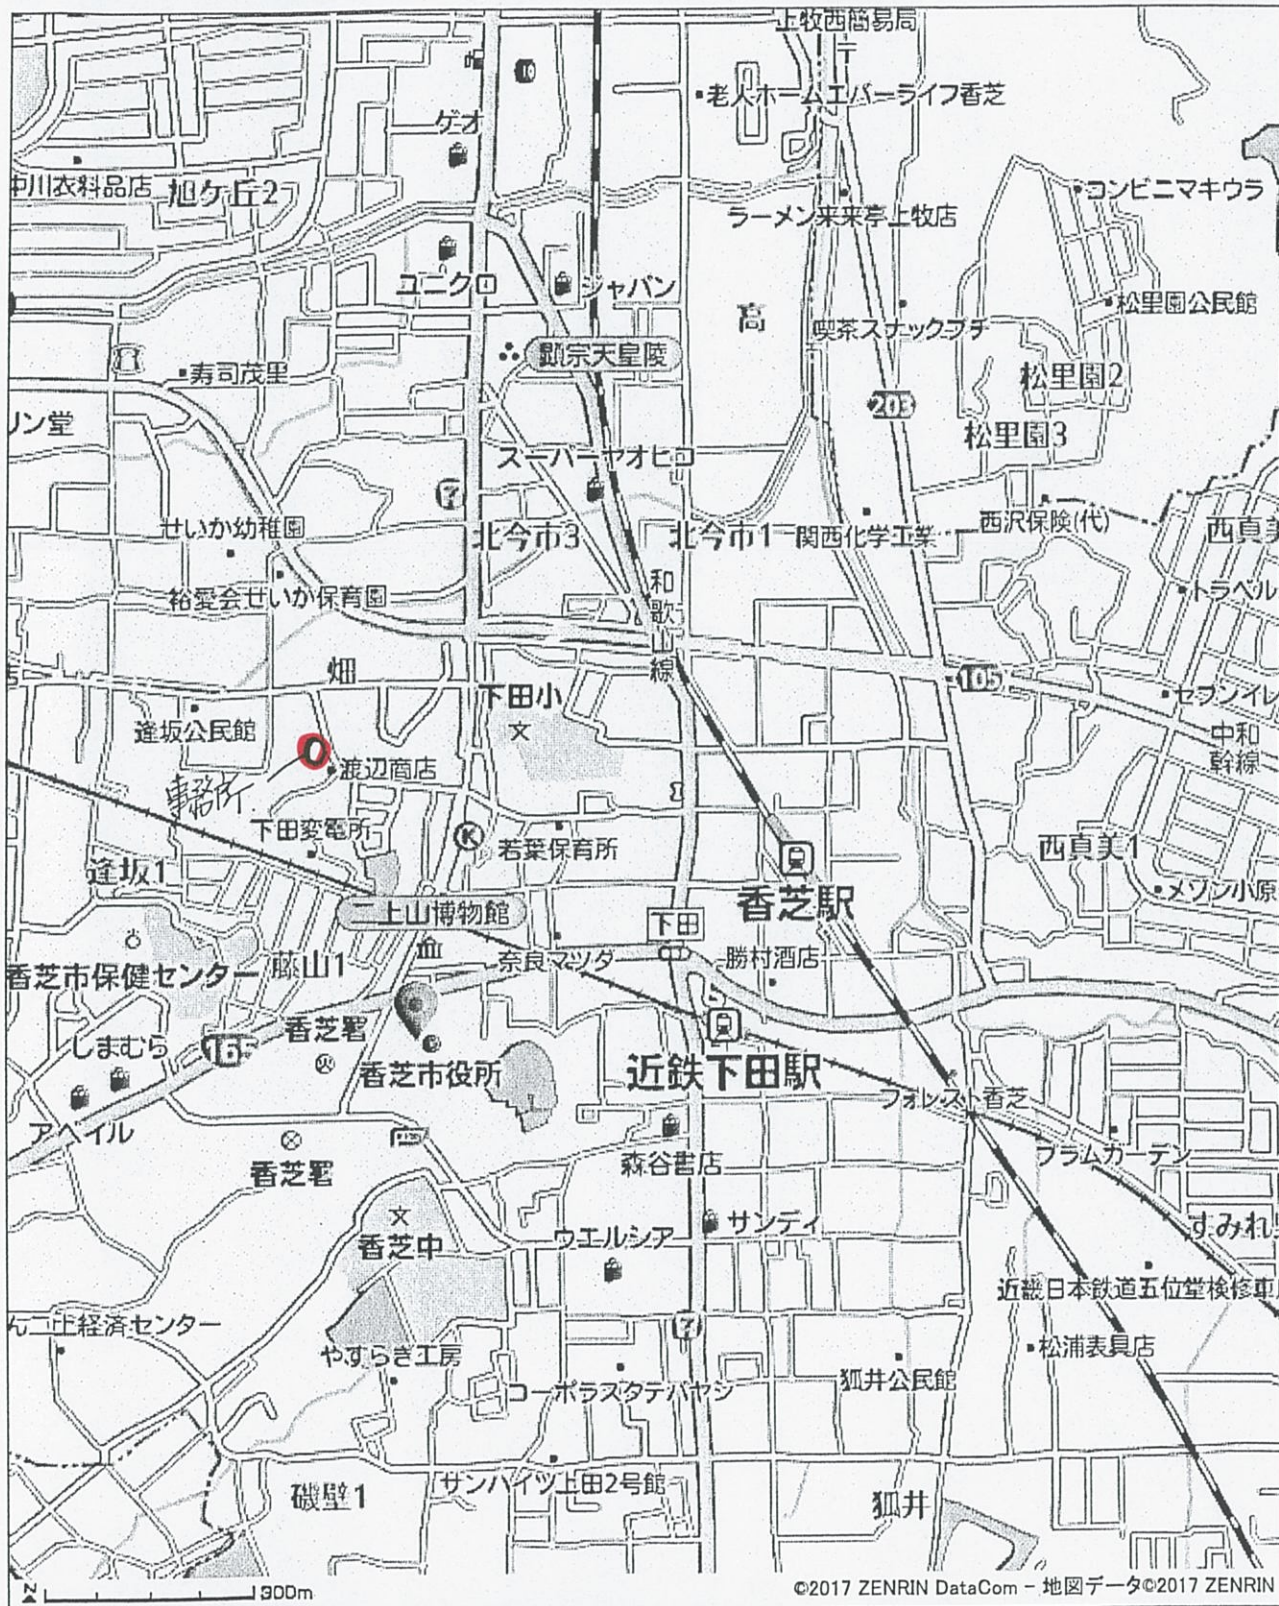 上牧西簡易局
老人ホームエバーライフ香芝
ゲオ
中川衣料品店
旭ケ丘2
コンビニマキウラ
ラーメン来来亭上牧店
ユニクロ
ジャパン
高
松里園公民館
喫茶スナックプチ
顕宗天皇陵
寿司茂里
松里園2
203
リン堂
松里園3
スーパーヤオヒロ
7
せいか幼稚園
北今市3
北今市1
関西化学工業
西沢保険(代)
西真美
トラベル
裕愛会せいか保育園
和歌山線
畑
105
下田小
文
セブンイレ
逢坂公民館
中和
幹線
渡辺商店
事務所
下田変電所
K
若葉保育所
西真美1
逢坂1
メゾン小原
香芝駅
二上山博物館
下田
香芝市保健センター
藤山1
奈良マツダ
勝村酒店
香芝署
しまむら
165
火
香芝市役所
近鉄下田駅
フォレスト香芝
アベイル
香芝署
森谷書店
プラムガーデン
文
香芝中
ウエルシア
サンディ
すみれ
近畿日本鉄道五位堂検修車
ん二上経済センター
7
やすらぎ工房
松浦表具店
コーポラスタテバヤシ
狐井公民館
サンハイツ上田2号館
磯壁1
狐井
N
300m
©2017 ZENRIN DataCom - 地図データ©2017 ZENRIN